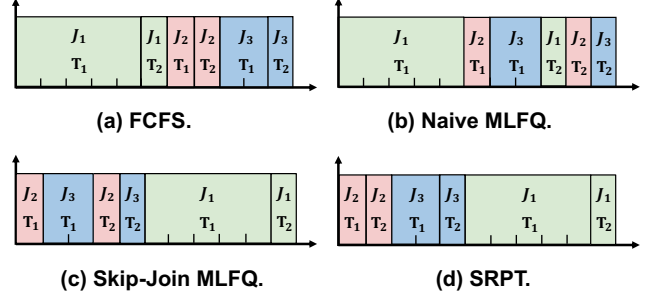 J₁ J₁ J₂ J₂ J₃ J₃
T₁ T₂ T₁ T₂ T₁ T₂
(a) FCFS.
J₁ J₂ J₃ J₁ J₂ J₃
T₁ T₁ T₁ T₂ T₂ T₂
(b) Naive MLFQ.
J₂ J₃ J₂ J₃ J₁ J₁
T₁ T₁ T₂ T₂ T₁ T₂
(c) Skip-Join MLFQ.
J₂ J₂ J₃ J₃ J₁ J₁
T₁ T₂ T₁ T₂ T₁ T₂
(d) SRPT.